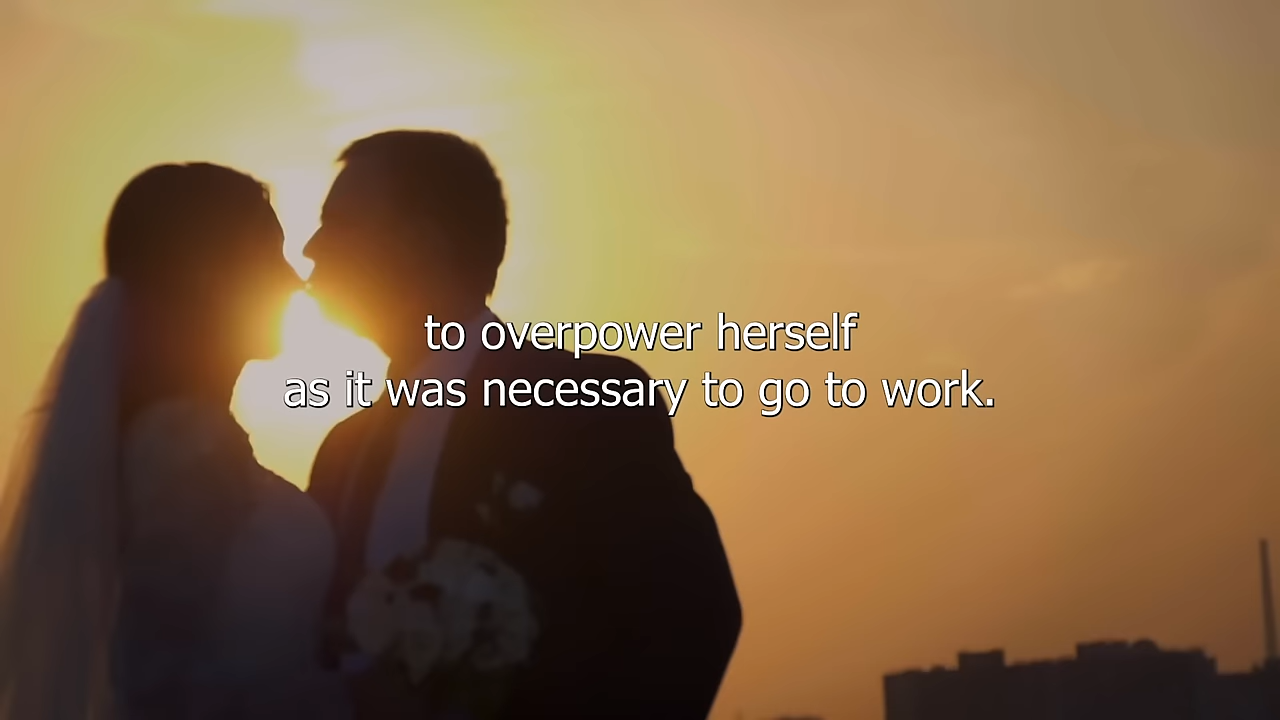 to overpower herself
as it was necessary to go to work.